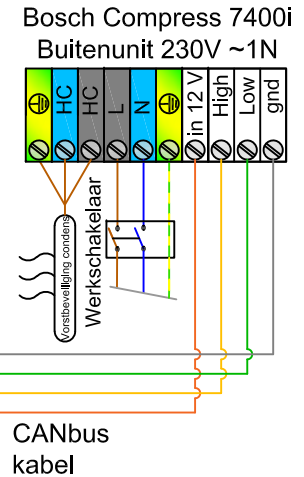 Bosch Compress 7400i
Buitenunit 230V ~1N
HC
HC
L
N
in 12 V
High
Low
gnd
Vorstbeveiliging condens
Werkschakelaar
CANbus
kabel